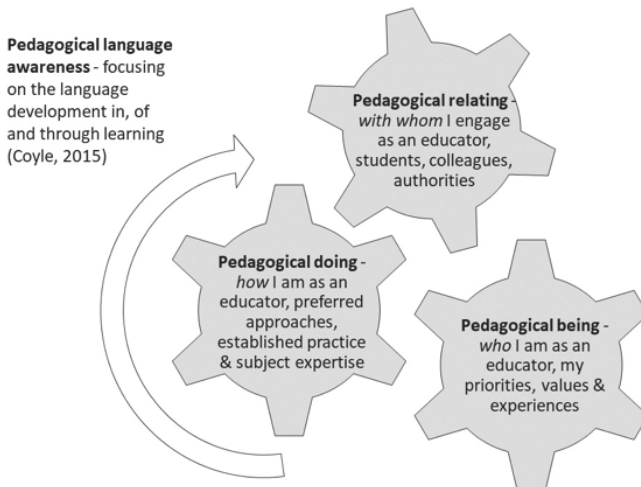 Pedagogical language
awareness - focusing
on the language
development in, of
and through learning
(Coyle, 2015)
Pedagogical relating -
with whom I engage
as an educator,
students, colleagues,
authorities
Pedagogical doing -
how I am as an
educator, preferred
approaches,
established practice
& subject expertise
Pedagogical being -
who I am as an
educator, my
priorities, values &
experiences